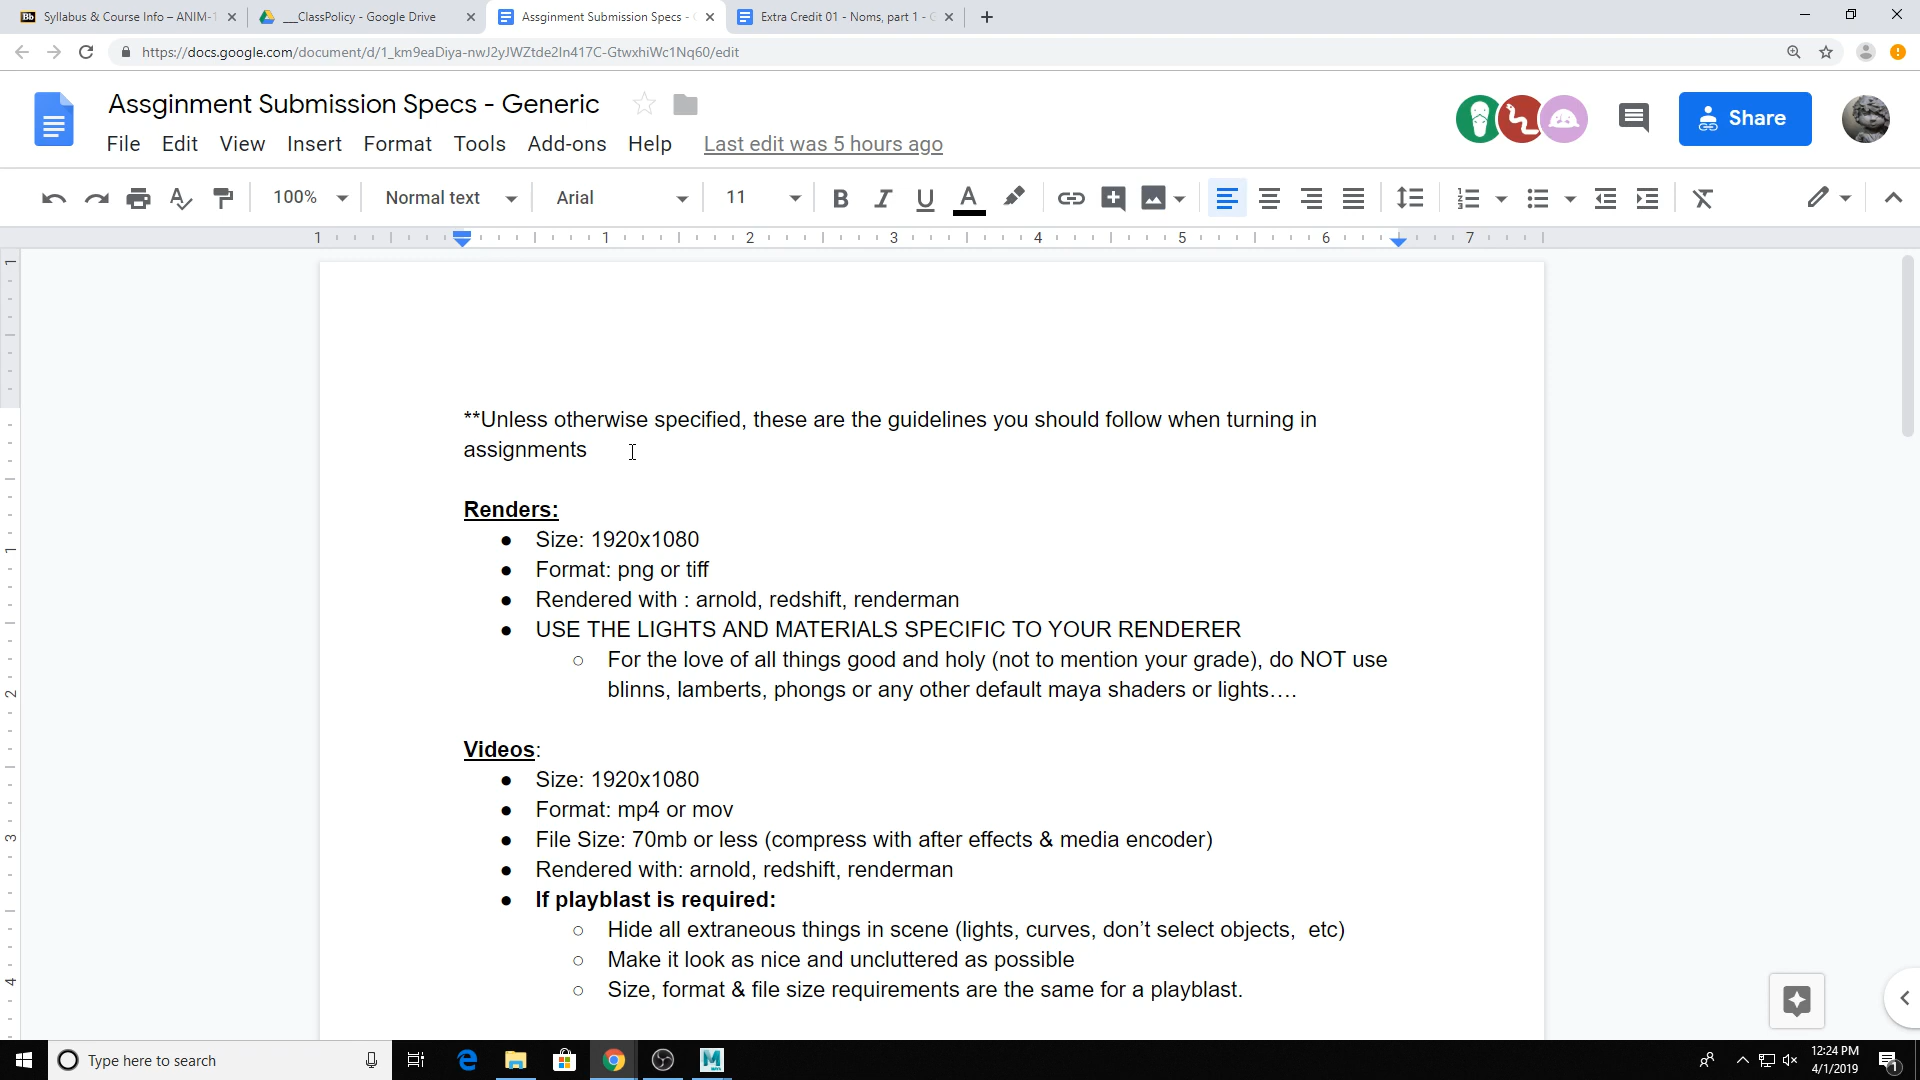 Syllabus & Course Info – ANIM-1
___ClassPolicy - Google Drive
Assginment Submission Specs -
Extra Credit 01 - Noms, part 1 - G
https://docs.google.com/document/d/1_km9eaDiya-nwJ2yJWZtde2In417C-GtwxhiWc1Nq60/edit
Assginment Submission Specs - Generic
Share
File Edit View Insert Format Tools Add-ons Help Last edit was 5 hours ago
100% Normal text Arial 11
1 1 2 3 4 5 6 7
**Unless otherwise specified, these are the guidelines you should follow when turning in
assignments
Renders:
● Size: 1920x1080
● Format: png or tiff
● Rendered with : arnold, redshift, renderman
● USE THE LIGHTS AND MATERIALS SPECIFIC TO YOUR RENDERER
○ For the love of all things good and holy (not to mention your grade), do NOT use
blinns, lamberts, phongs or any other default maya shaders or lights….
Videos:
● Size: 1920x1080
● Format: mp4 or mov
● File Size: 70mb or less (compress with after effects & media encoder)
● Rendered with: arnold, redshift, renderman
● If playblast is required:
○ Hide all extraneous things in scene (lights, curves, don’t select objects,  etc)
○ Make it look as nice and uncluttered as possible
○ Size, format & file size requirements are the same for a playblast.
Type here to search
12:24 PM
4/1/2019